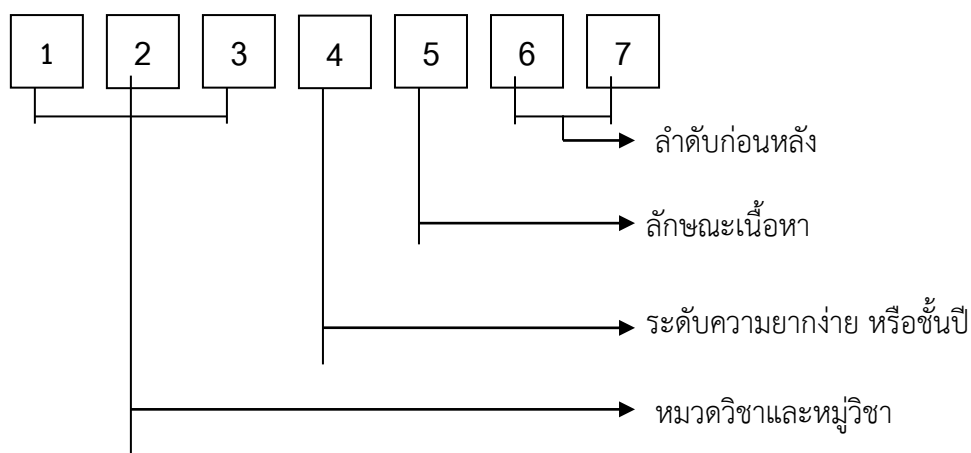 1 2 3 4 5 6 7
ลำดับก่อนหลัง
ลักษณะเนื้อหา
ระดับความยากง่าย หรือชั้นปี
หมวดวิชาและหมู่วิชา